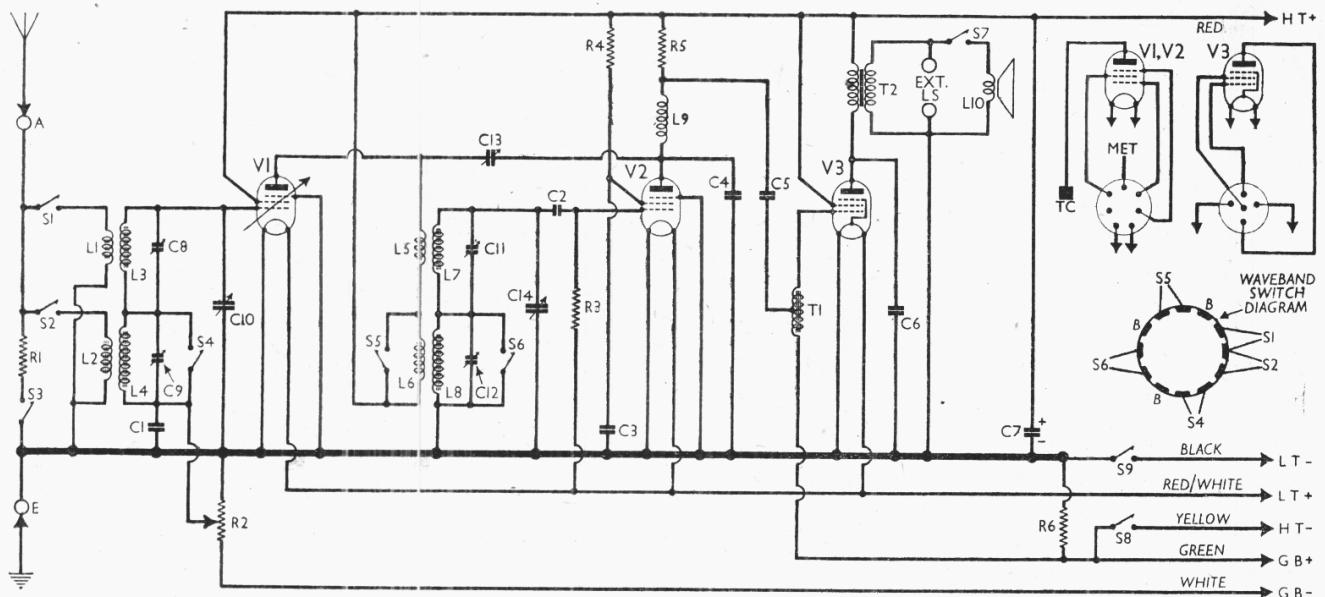 HT+
RED
S7
R4
R5
V1,V2
V3
T2
EXT.
LS
L10
A
L9
C13
MET
V1
V2
V3
C4
C5
TC
S1
C2
L1
C8
L5
C11
L3
L7
WAVEBAND
SWITCH
DIAGRAM
S5
B
B
S2
C10
C14
R3
T1
C6
S1
R1
L2
S4
S5
S6
S6
S2
C9
L6
C12
S3
L4
L8
B
S4
C1
C3
C7
+
-
BLACK
S9
LT-
RED/WHITE
LT+
E
R2
R6
YELLOW
S8
HT-
GREEN
GB+
WHITE
GB-